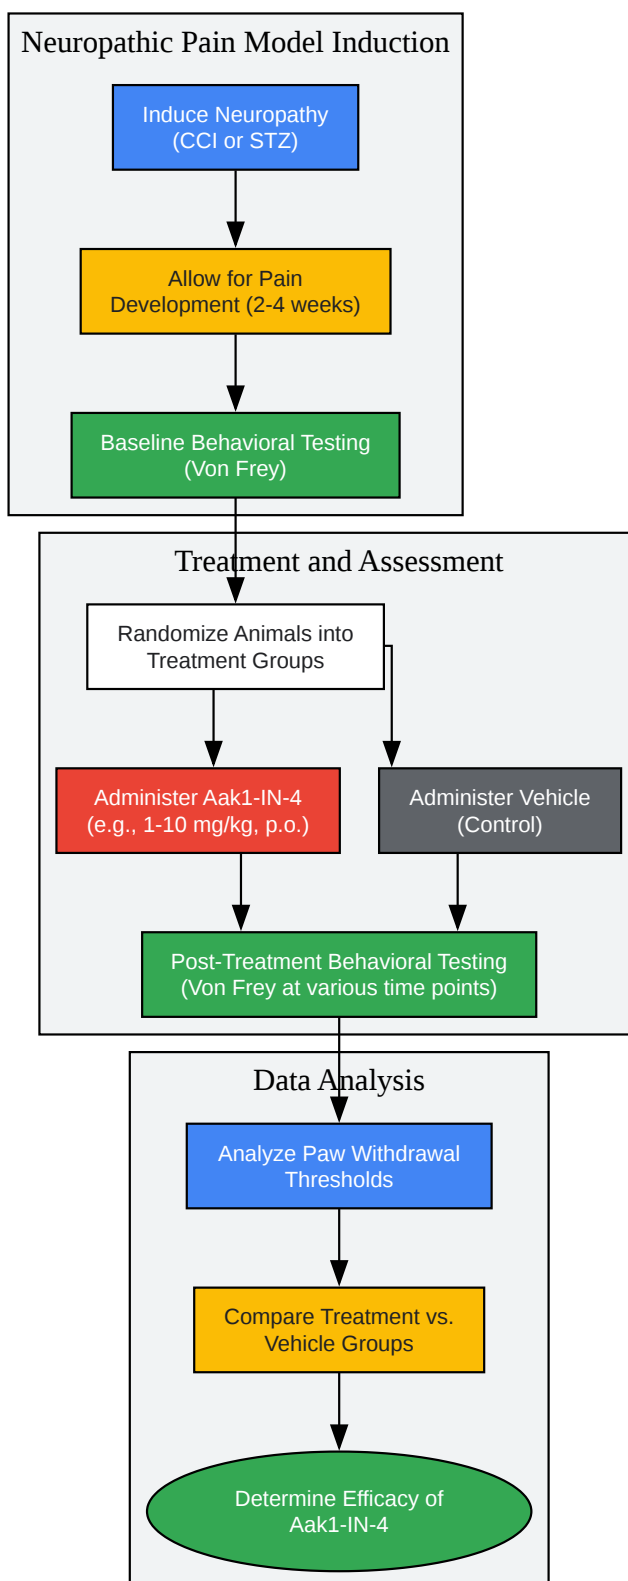 Neuropathic Pain Model Induction
Induce Neuropathy
(CCI or STZ)
Allow for Pain
Development (2-4 weeks)
Baseline Behavioral Testing
(Von Frey)
Treatment and Assessment
Randomize Animals into
Treatment Groups
Administer Aak1-IN-4
(e.g., 1-10 mg/kg, p.o.)
Administer Vehicle
(Control)
Post-Treatment Behavioral Testing
(Von Frey at various time points)
Data Analysis
Analyze Paw Withdrawal
Thresholds
Compare Treatment vs.
Vehicle Groups
Determine Efficacy of
Aak1-IN-4